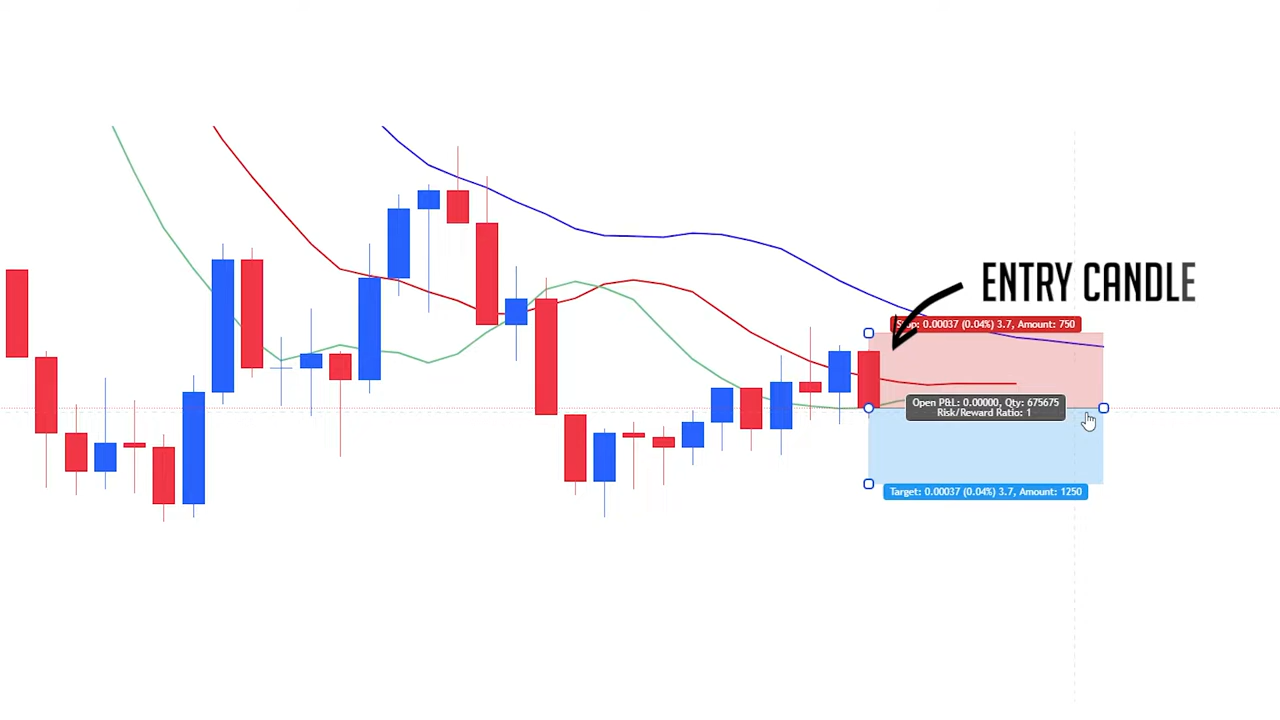 ENTRY CANDLE
Stop: 0.00037 (0.04%) 3.7, Amount: 750
Open P&L: 0.00000, Qty: 675675
Risk/Reward Ratio: 1
Target: 0.00037 (0.04%) 3.7, Amount: 1250